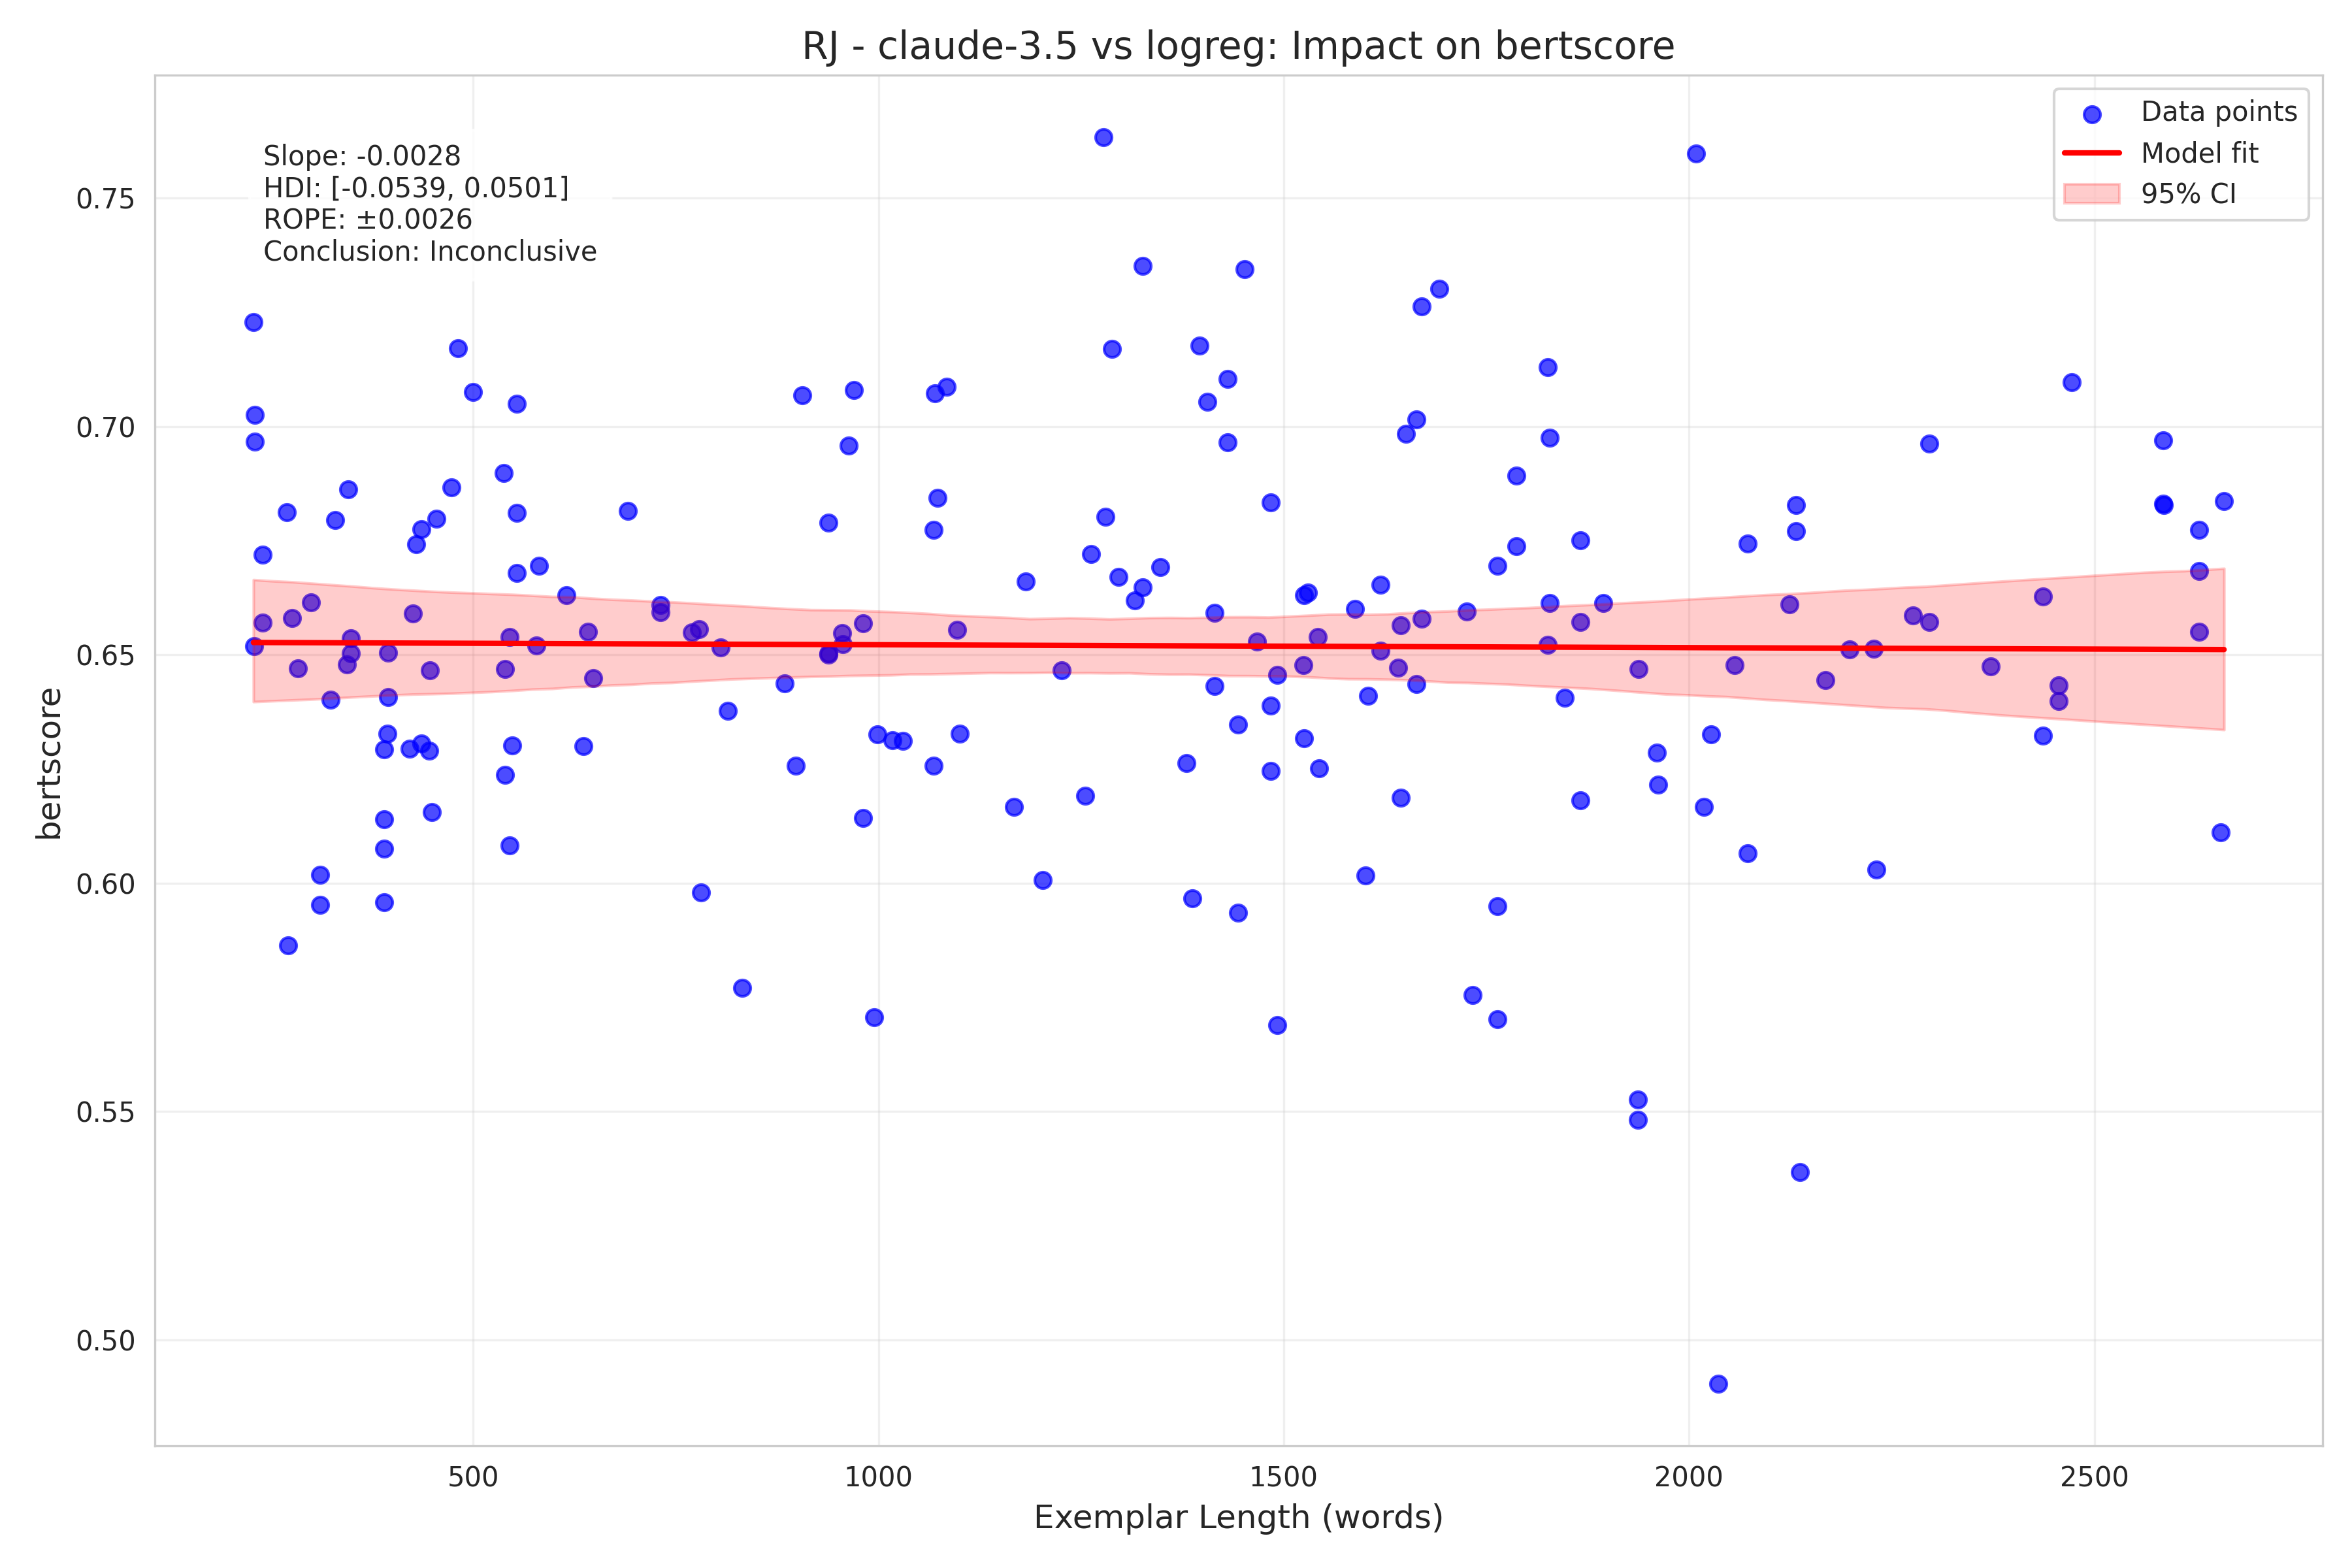 RJ - claude-3.5 vs logreg: Impact on bertscore
Slope: -0.0028
HDI: [-0.0539, 0.0501]
ROPE: ±0.0026
Conclusion: Inconclusive
Data points
Model fit
95% CI
bertscore
0.75
0.70
0.65
0.60
0.55
0.50
500
1000
1500
2000
2500
Exemplar Length (words)